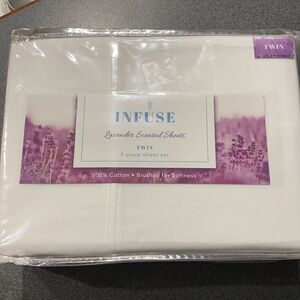 TWIN
INFUSE
Lavender Scented Sheets
TWIN
3 piece sheet set
100% Cotton • Brushed for Softness